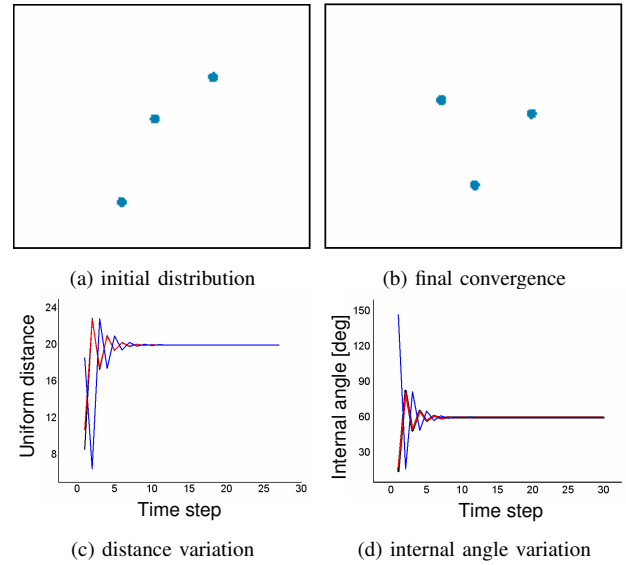 (a) initial distribution
(b) final convergence
24
20
16
12
8
0 5 10 15 20 25 30
Uniform distance
Time step
150
120
90
60
30
0 5 10 15 20 25 30
Internal angle [deg]
Time step
(c) distance variation
(d) internal angle variation